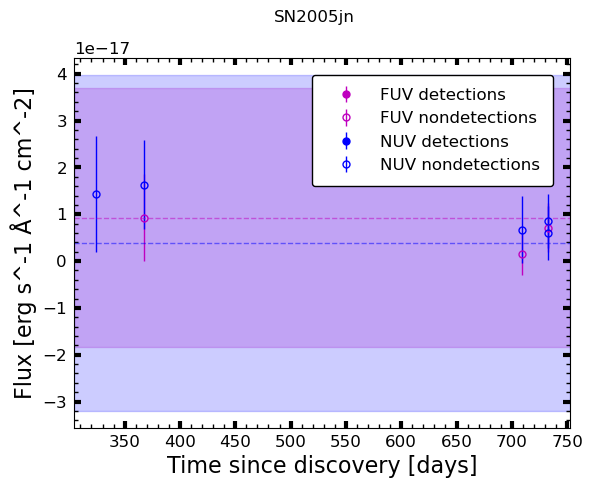 SN2005jn
1e−17
4
3
2
1
0
−1
−2
−3
Flux [erg s^-1 Å^-1 cm^-2]
FUV detections
FUV nondetections
NUV detections
NUV nondetections
350 400 450 500 550 600 650 700 750
Time since discovery [days]